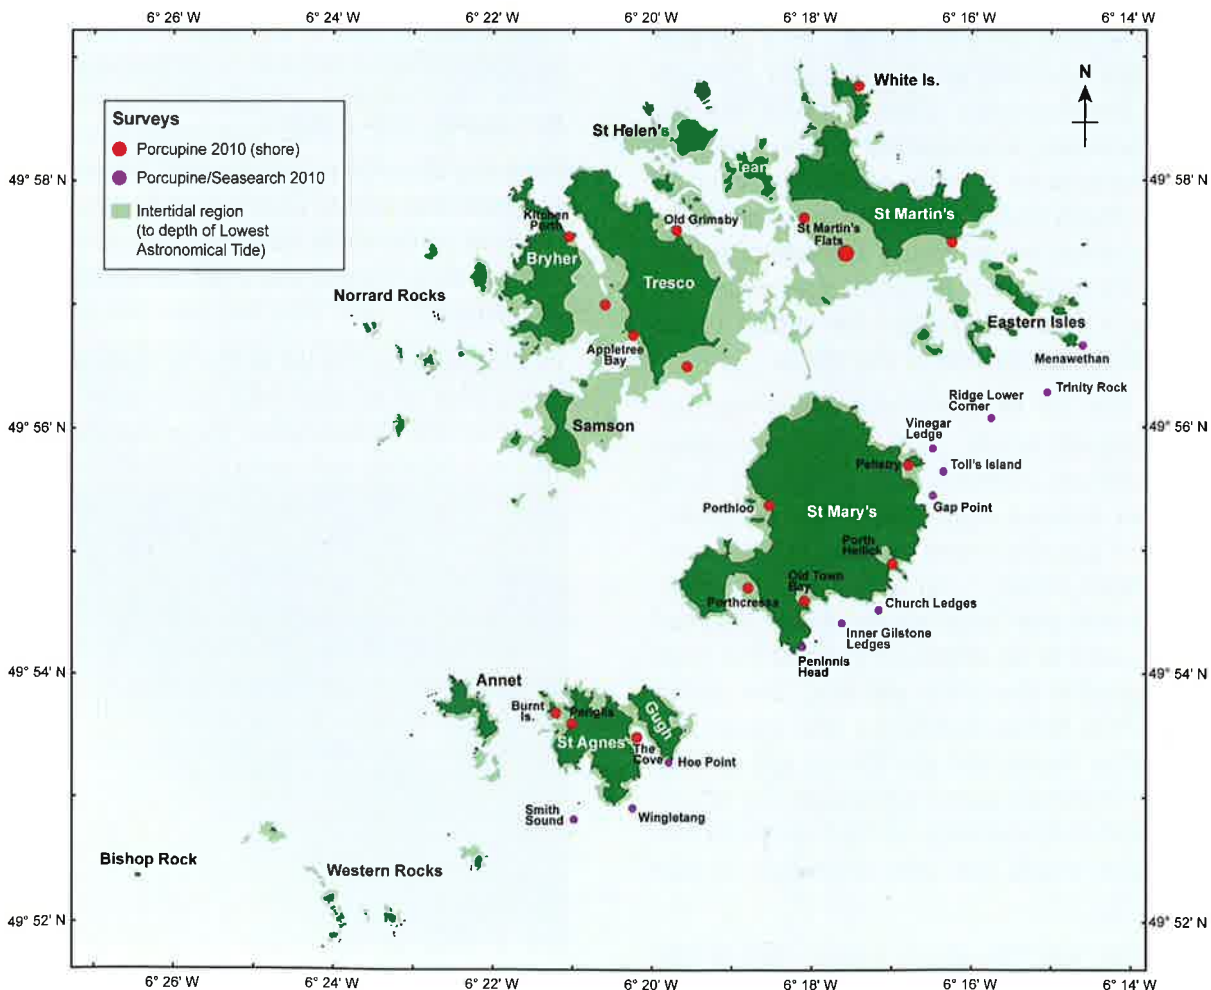 6° 22' W
6° 20' W
6° 18' W
6° 16' W
6° 14' W
Surveys
Porcupine 2010 (shore)
Porcupine/Seasearch 2010
Intertidal region
(to depth of Lowest
Astronomical Tide)
N
White Is.
St Helen's
Tean
49° 58' N
49° 58' N
Kitchen
Porth
Old Grimsby
St Martin's
St Martin's
Flats
Bryher
Tresco
Norrard Rocks
Eastern Isles
Appletree
Bay
Menawethan
Trinity Rock
Ridge Lower
Corner
49° 56' N
49° 56' N
Samson
Vinegar
Ledge
Pelistry
Toll's Island
Porthloo
St Mary's
Gap Point
Porth
Hellick
Old Town
Bay
Porthcressa
Church Ledges
Inner Gilstone
Ledges
Peninnis
Head
49° 54' N
49° 54' N
Annet
Burnt
Is.
Periglis
Gugh
St Agnes
The
Cove
Hoe Point
Smith
Sound
Wingletang
Bishop Rock
Western Rocks
49° 52' N
49° 52' N
6° 26' W
6° 24' W
6° 22' W
6° 20' W
6° 18' W
6° 16' W
6° 14' W